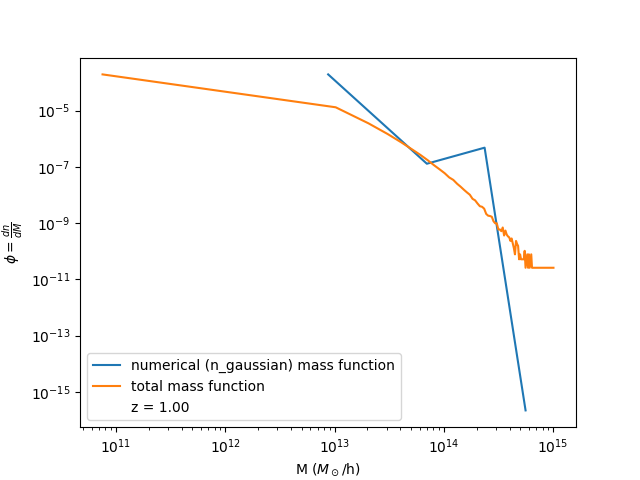 10⁻⁵
10⁻⁷
10⁻⁹
10⁻¹¹
10⁻¹³
10⁻¹⁵
ϕ = dn/dM
numerical (n_gaussian) mass function
total mass function
z = 1.00
10¹¹ 10¹² 10¹³ 10¹⁴ 10¹⁵
M (M⊙/h)